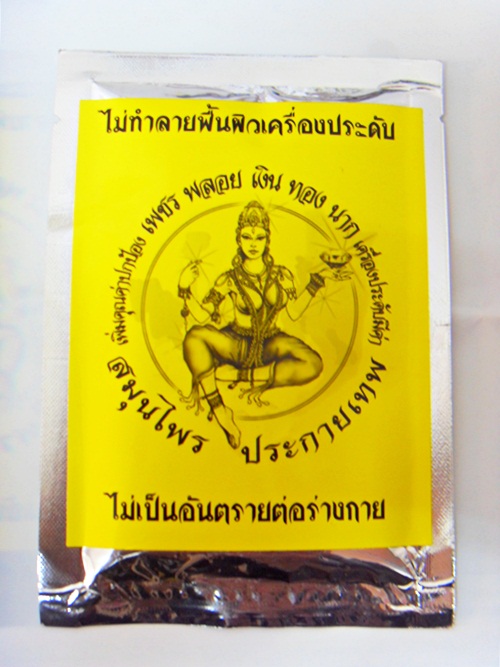 ไม่ทำลายพื้นผิวเครื่องประดับ
เพิ่มคุณค่าปกป้อง เพชร พลอย เงิน ทอง นาก เครื่องประดับมีค่า
สมุนไพร ประกายเทพ
ไม่เป็นอันตรายต่อร่างกาย